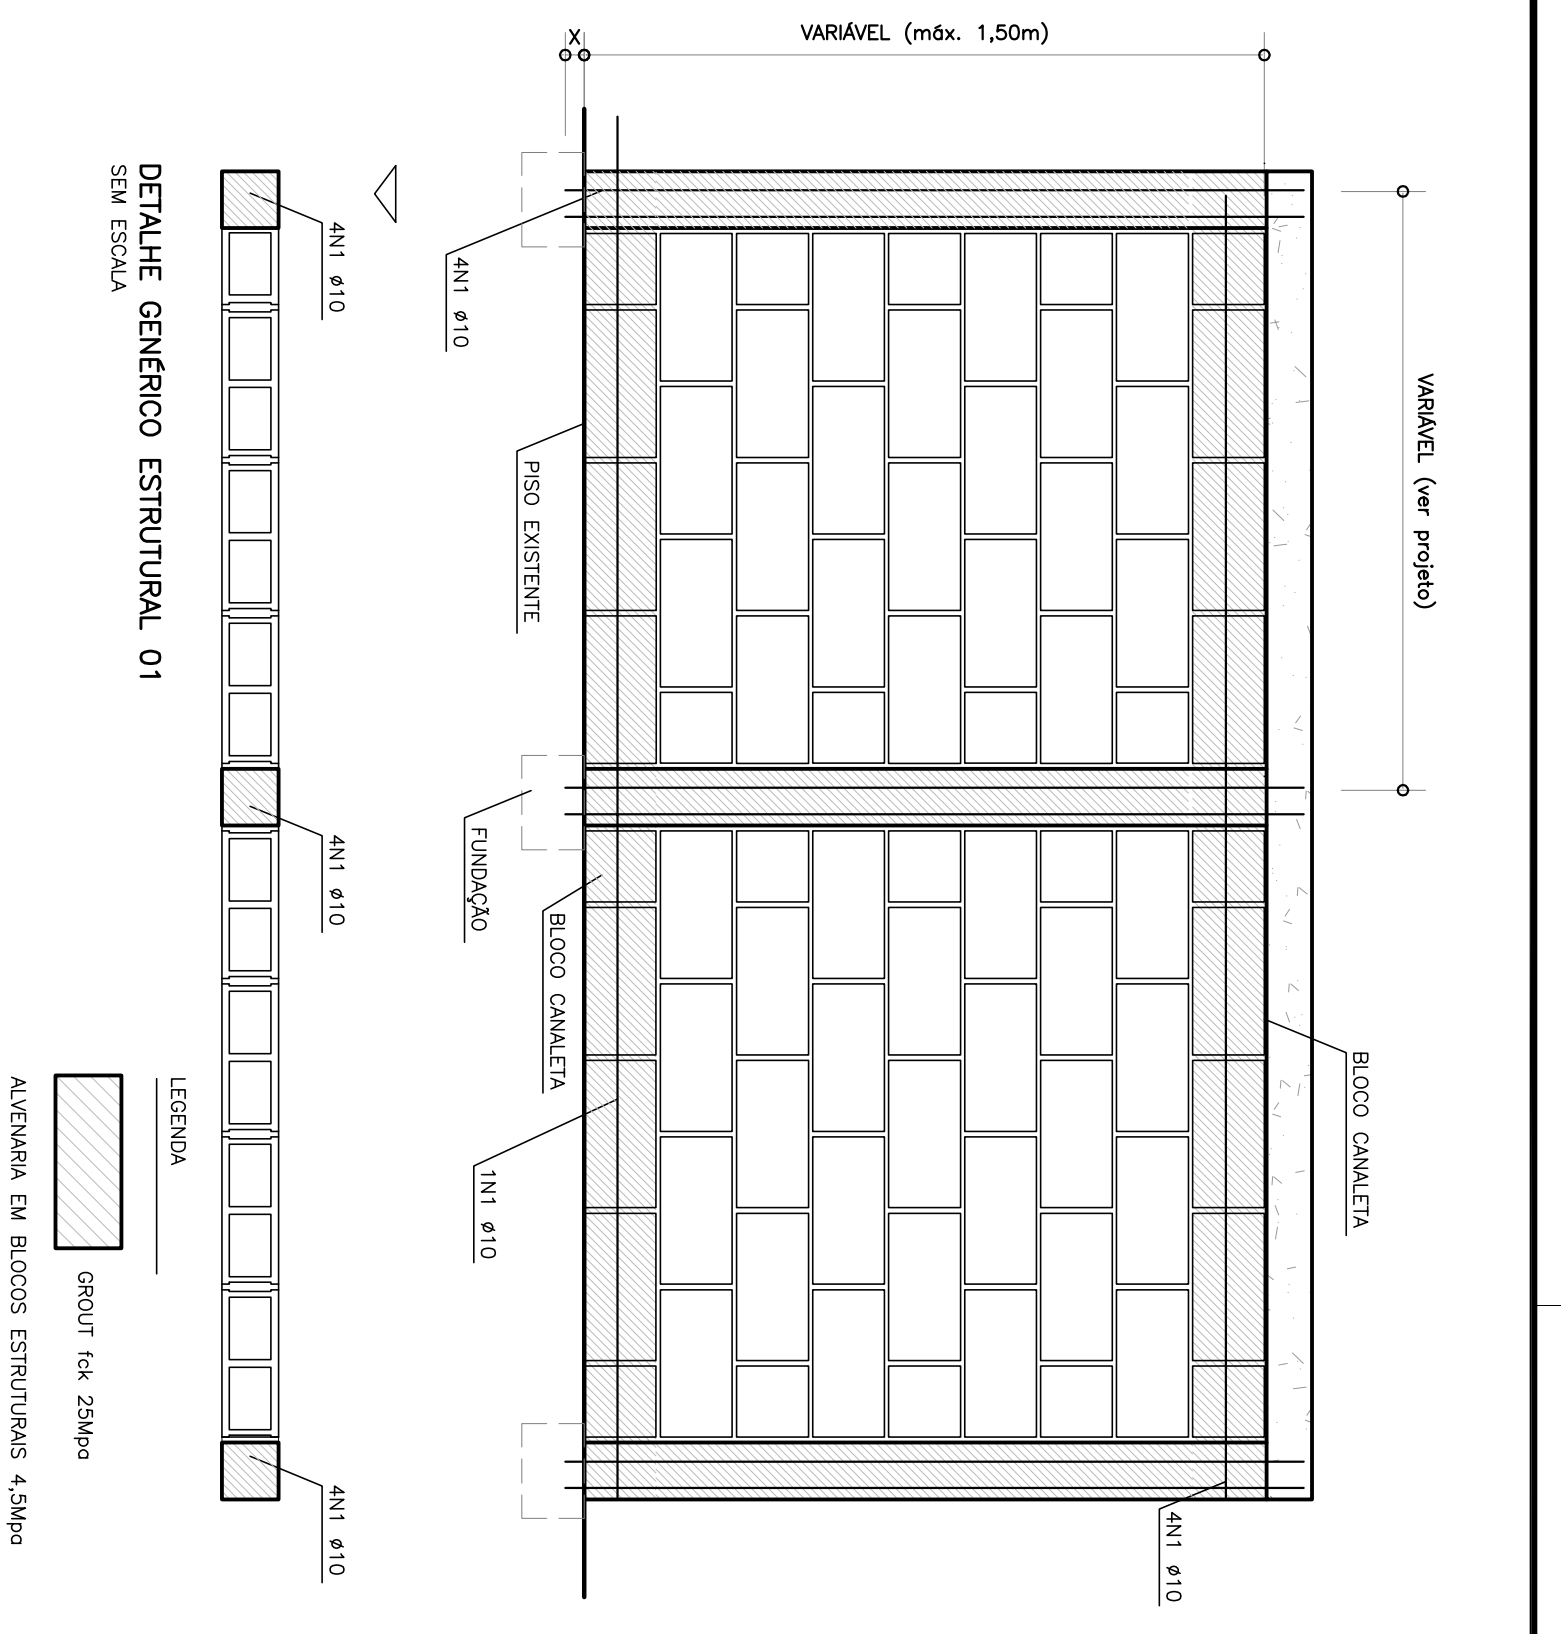 VARIÁVEL (ver projeto)
BLOCO CANALETA
VARIÁVEL (máx. 1,50m)
X
4N1 ø10
PISO EXISTENTE
4N1 ø10
FUNDAÇÃO
BLOCO CANALETA
1N1 ø10
4N1 ø10
4N1 ø10
4N1 ø10
DETALHE GENÉRICO ESTRUTURAL 01
SEM ESCALA
LEGENDA
GROUT fck 25Mpa
ALVENARIA EM BLOCOS ESTRUTURAIS 4,5Mpa